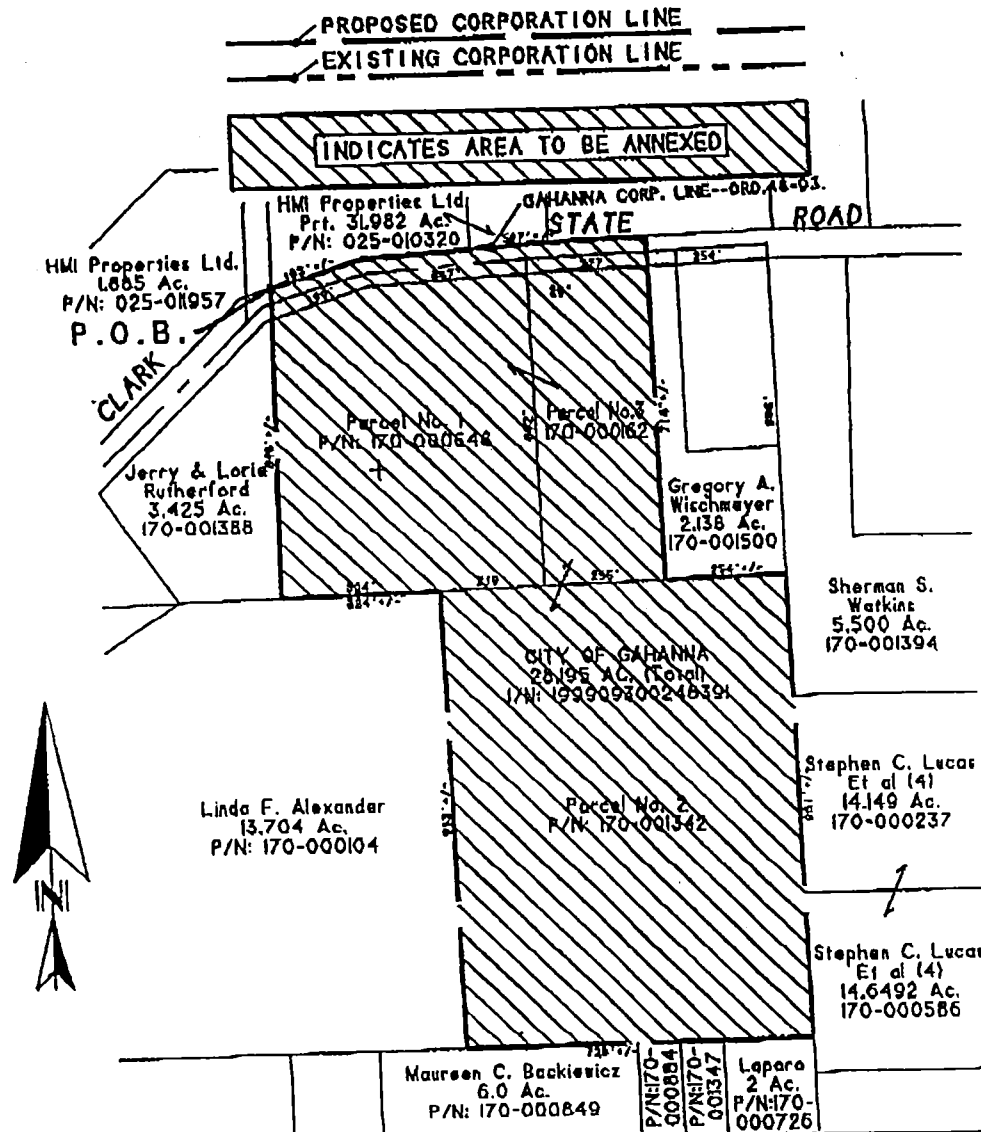 PROPOSED CORPORATION LINE
EXISTING CORPORATION LINE
INDICATES AREA TO BE ANNEXED
HMI Properties Ltd
Prt. 31.982 Ac.
P/N: 025-010320
GAHANNA CORP. LINE--ORD.
STATE
ROAD
HMI Properties Ltd.
1.885 Ac.
P/N: 025-011957
P.O.B.
CLARK
254'
Parcel No. 1
P/N: 170-000648
Parcel No.3
170-000162
714'+/-
Jerry & Lorie
Rutherford
3.425 Ac.
170-001388
Gregory A.
Wischmeyer
2.138 Ac.
170-001500
254'+/-
Sherman S.
Watkins
5.500 Ac.
170-001394
CITY OF GAHANNA
28.195 AC. (Total)
I/N: 199909300248391
Linda F. Alexander
13.704 Ac.
P/N: 170-000104
Parcel No. 2
P/N: 170-001342
Stephen C. Lucas
Et al (4)
14.149 Ac.
170-000237
N
Stephen C. Lucas
Et al (4)
14.6492 Ac.
170-000586
Maureen C. Backiewicz
6.0 Ac.
P/N: 170-000849
P/N:170-
000884
P/N:170-
001347
Laparo
2 Ac.
P/N:170-
000726